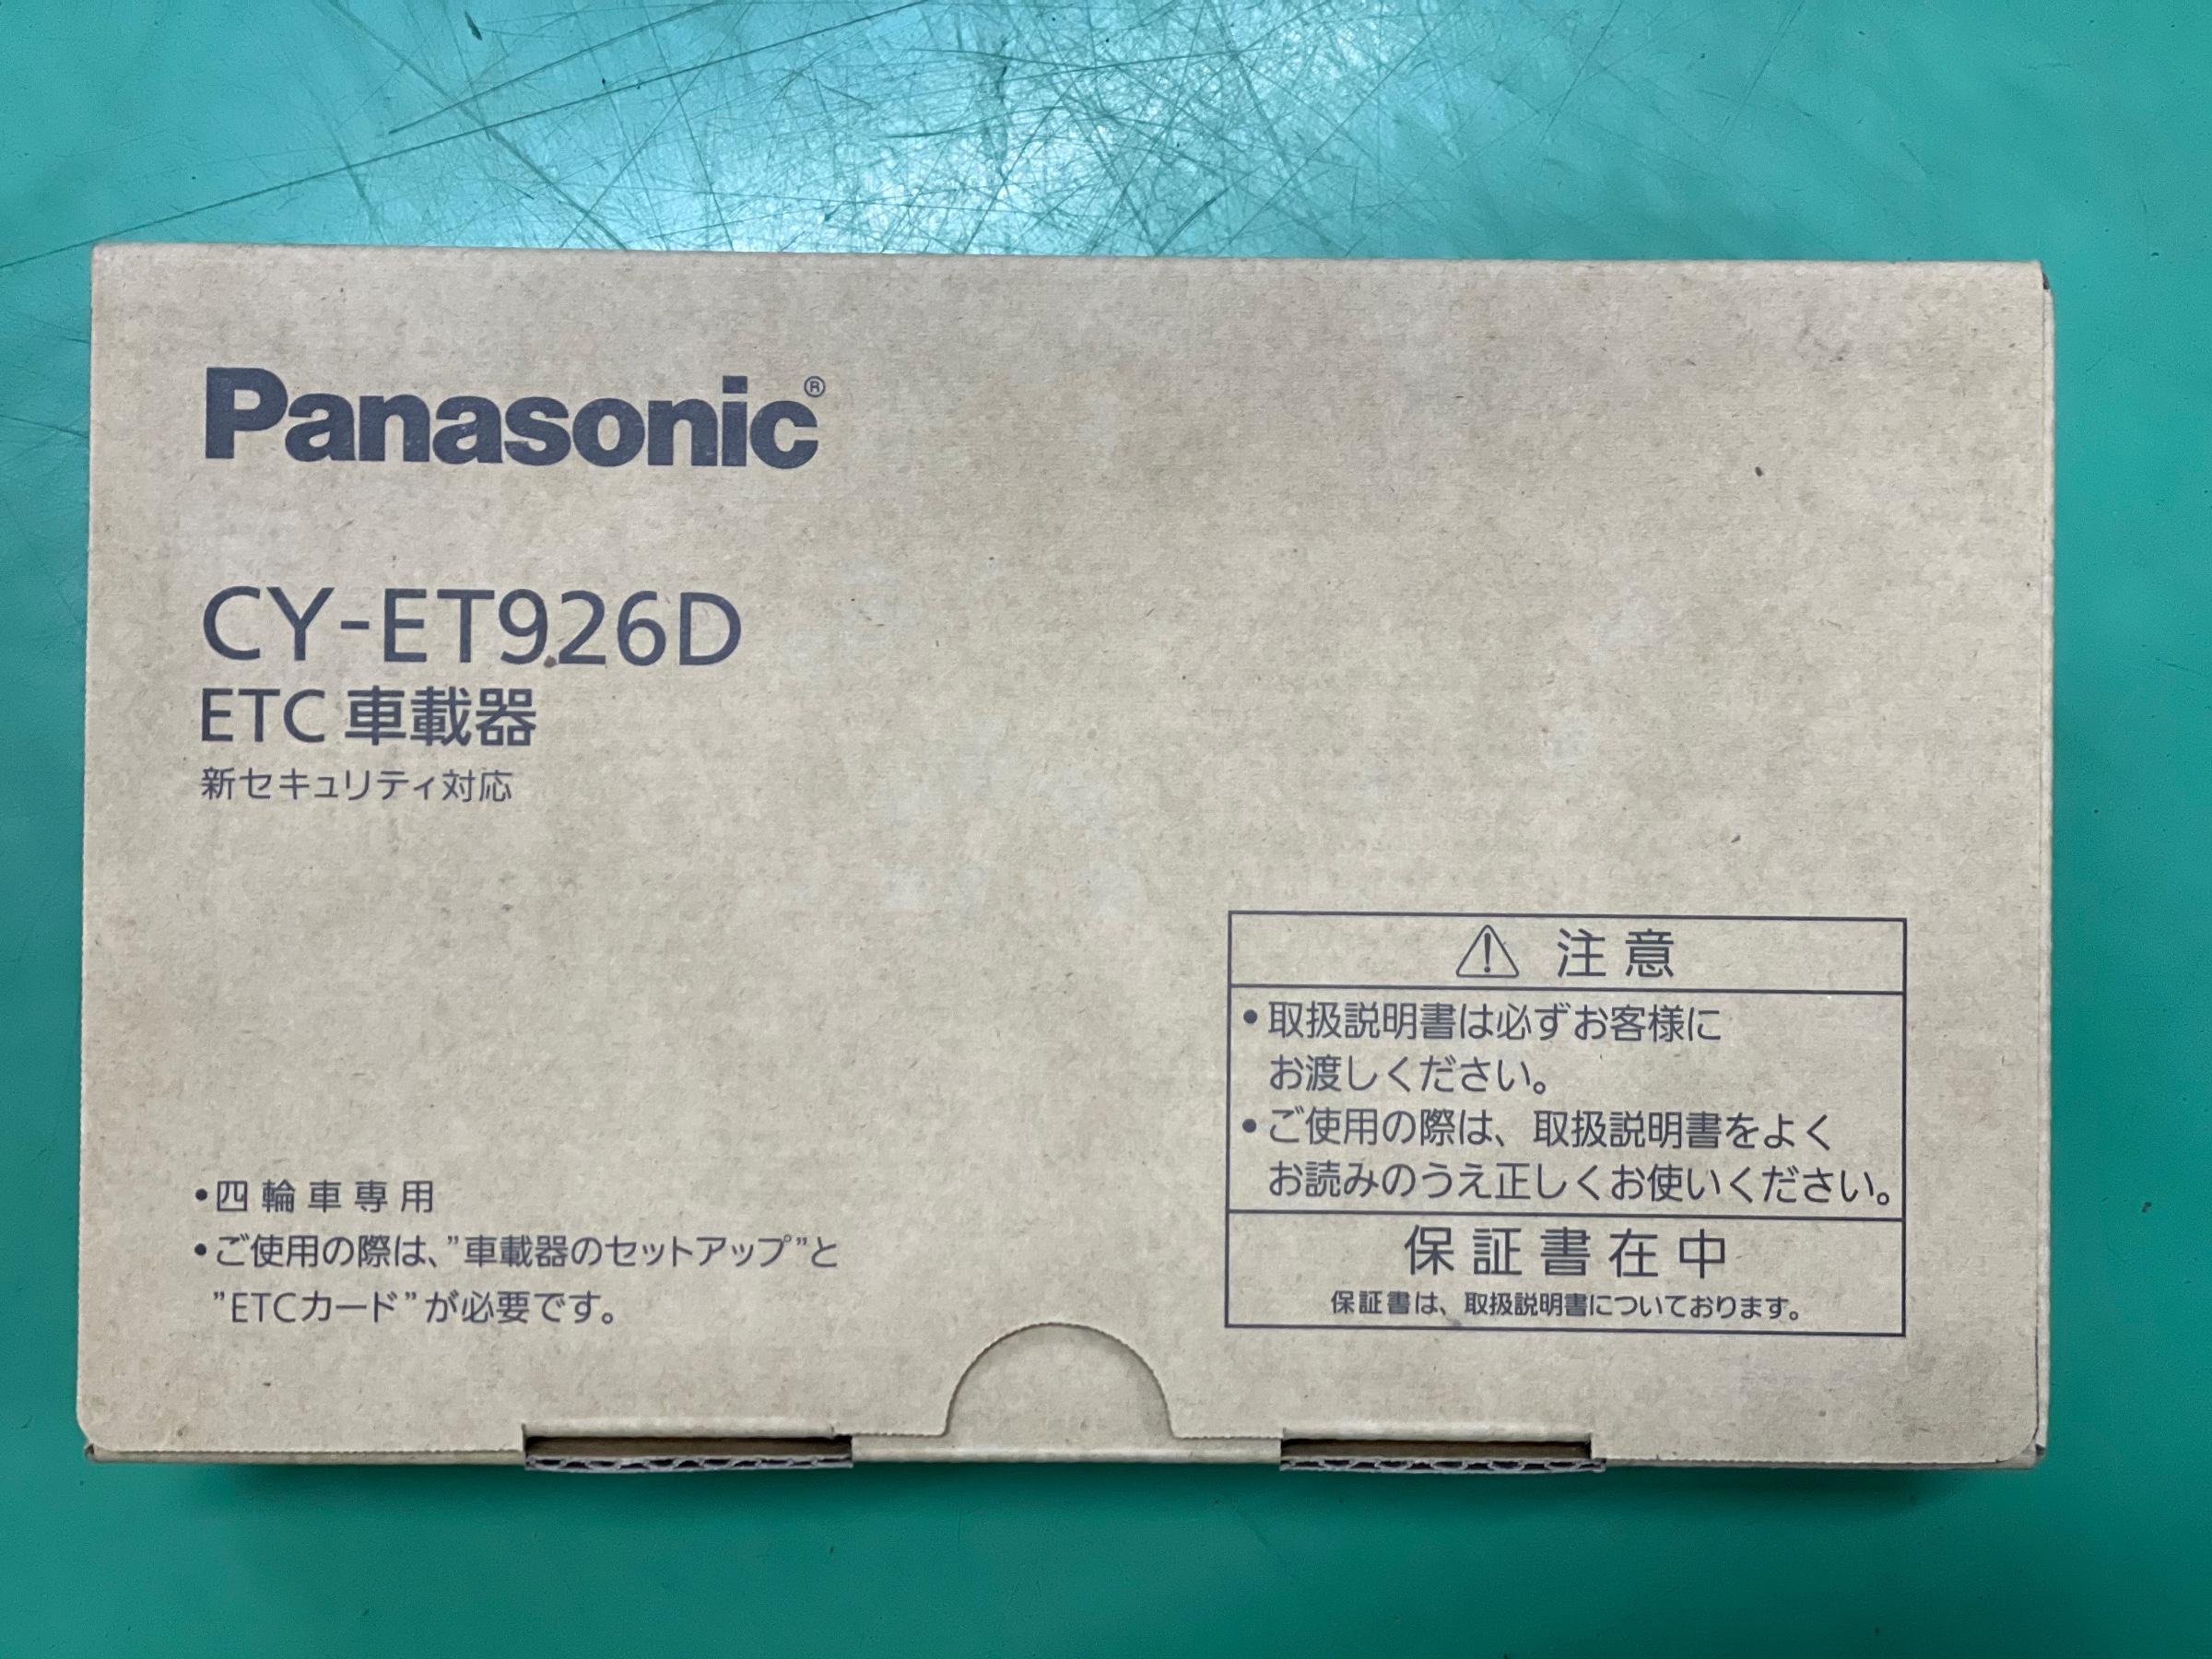 Panasonic®
CY-ET926D
ETC 車載器
新セキュリティ対応
•四輪車専用
•ご使用の際は、”車載器のセットアップ”と
”ETCカード”が必要です。
⚠ 注意
•取扱説明書は必ずお客様に
お渡しください。
•ご使用の際は、取扱説明書をよく
お読みのうえ正しくお使いください。
保証書在中
保証書は、取扱説明書についております。